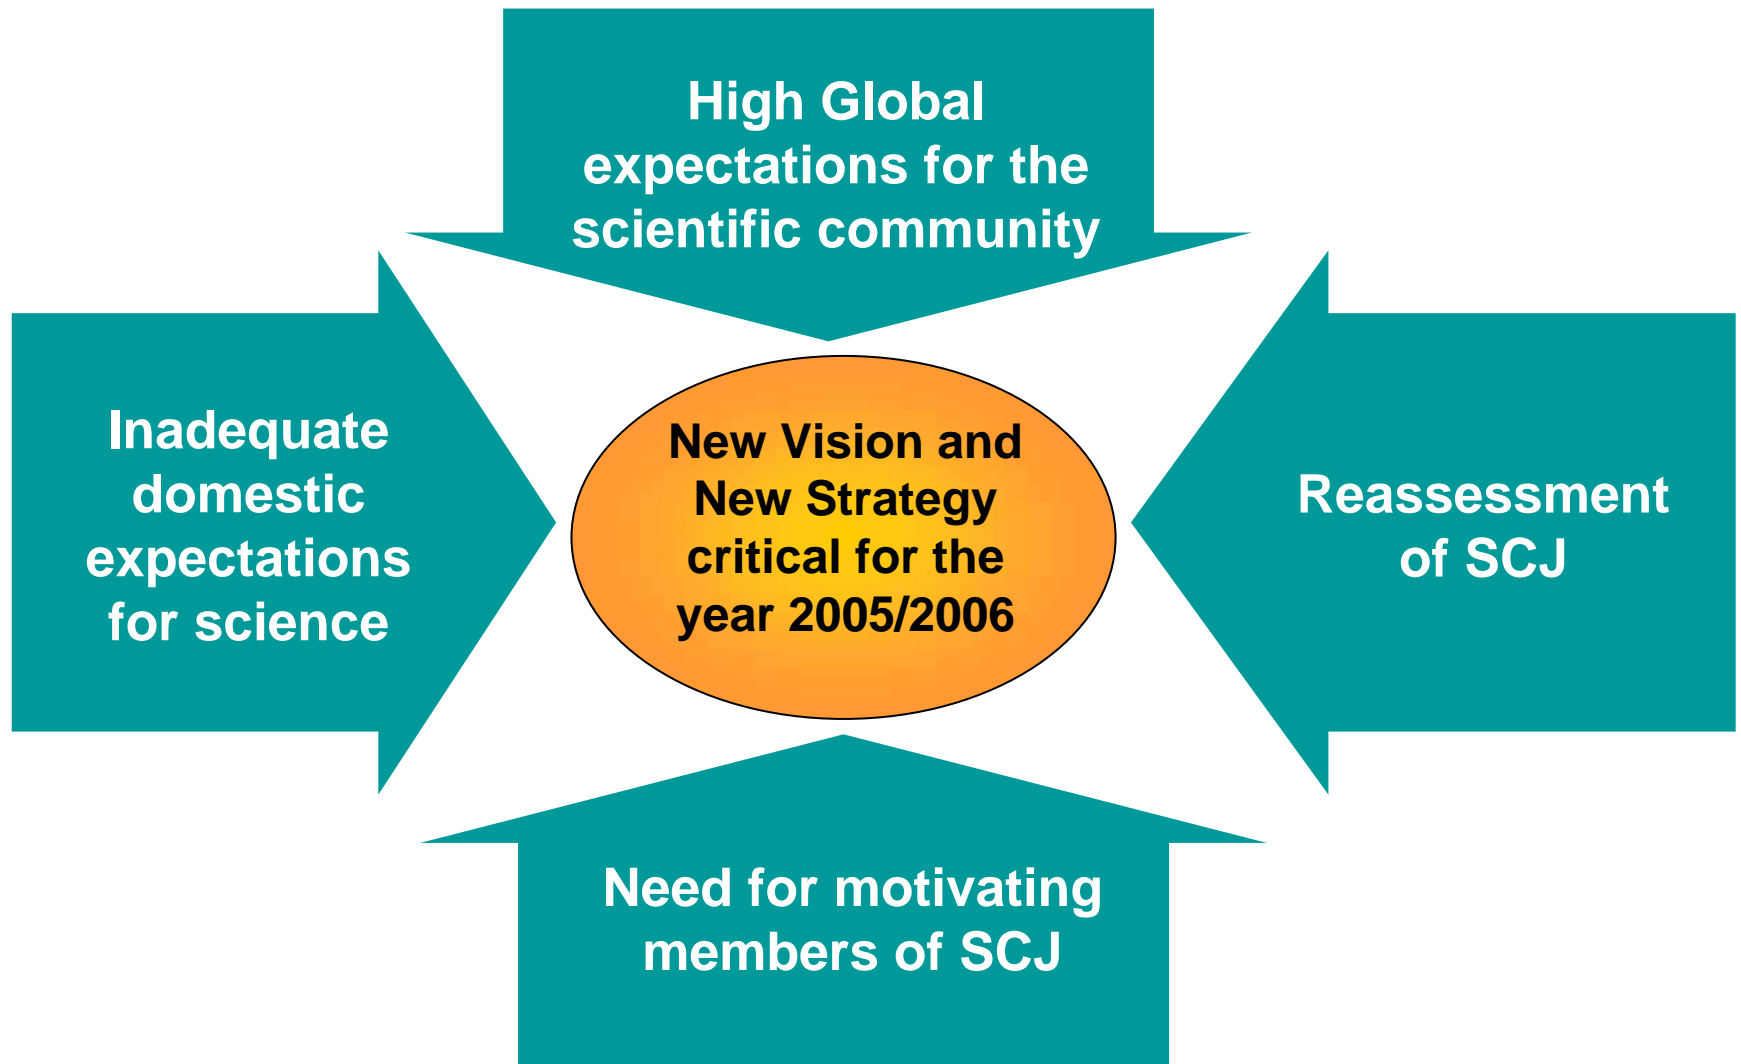 High Global
expectations for the
scientific community
Inadequate
domestic
expectations
for science
New Vision and
New Strategy
critical for the
year 2005/2006
Reassessment
of SCJ
Need for motivating
members of SCJ